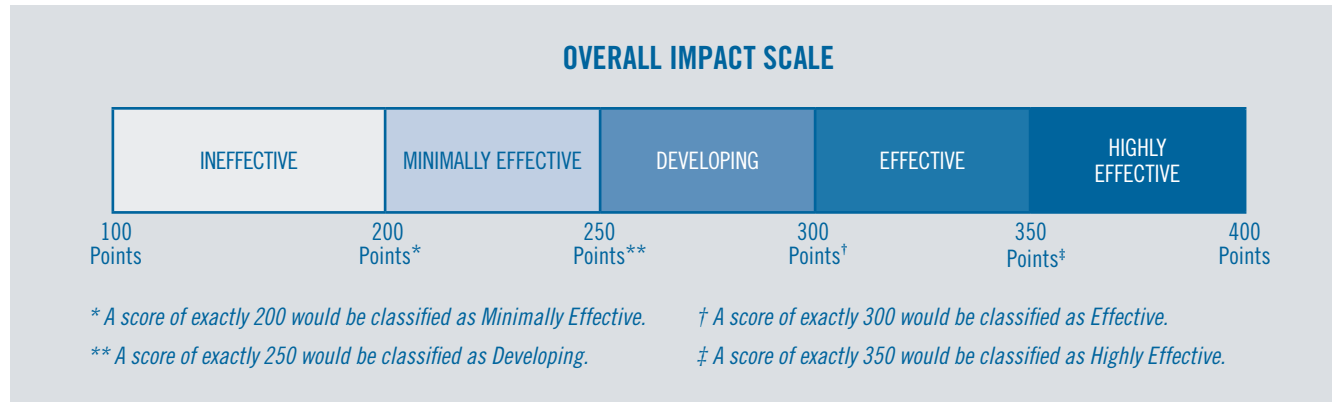 OVERALL IMPACT SCALE
INEFFECTIVE
MINIMALLY EFFECTIVE
DEVELOPING
EFFECTIVE
HIGHLY
EFFECTIVE
100
Points
200
Points*
250
Points**
300
Points†
350
Points‡
400
Points
* A score of exactly 200 would be classified as Minimally Effective.
** A score of exactly 250 would be classified as Developing.
† A score of exactly 300 would be classified as Effective.
‡ A score of exactly 350 would be classified as Highly Effective.